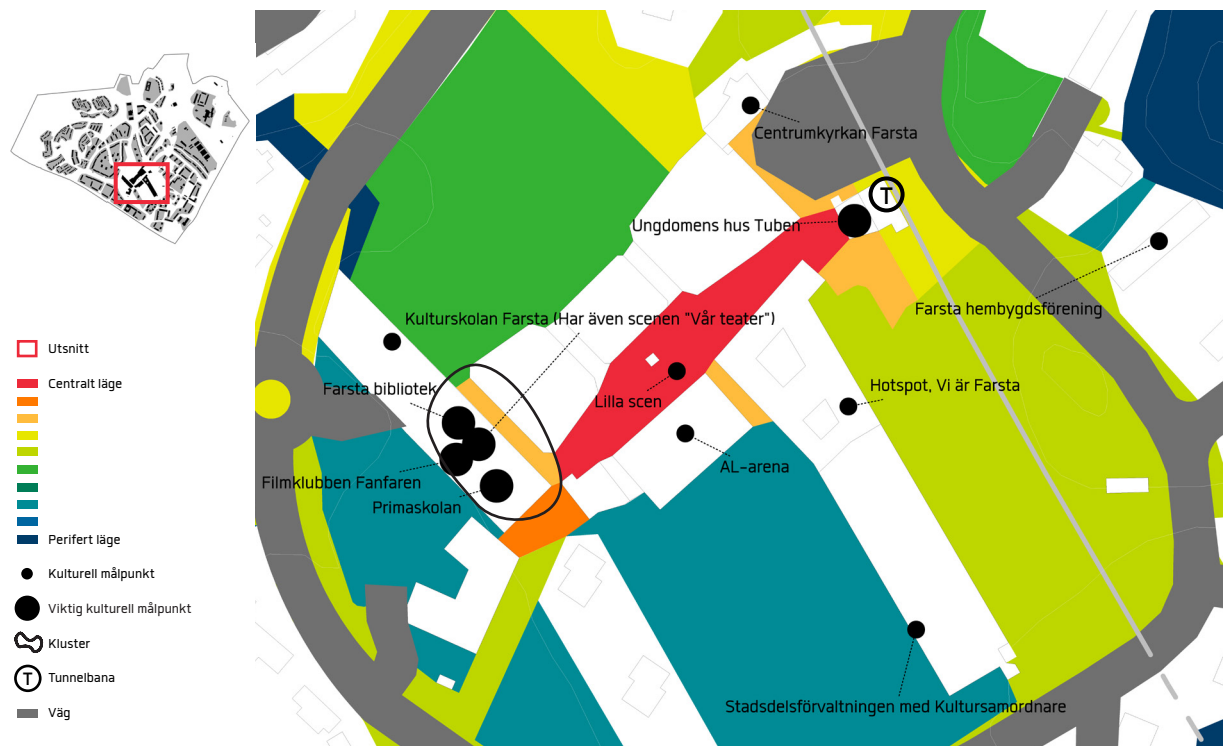 Utsnitt
Centralt läge
Perifert läge
Kulturell målpunkt
Viktig kulturell målpunkt
Kluster
T
Tunnelbana
Väg
Centrumkyrkan Farsta
T
Ungdomens hus Tuben
Farsta hembygdsförening
Kulturskolan Farsta (Har även scenen "Vår teater")
Farsta bibliotek
Lilla scen
Hotspot, Vi är Farsta
AL-arena
Filmklubben Fanfaren
Primaskolan
Stadsdelsförvaltningen med Kultursamordnare